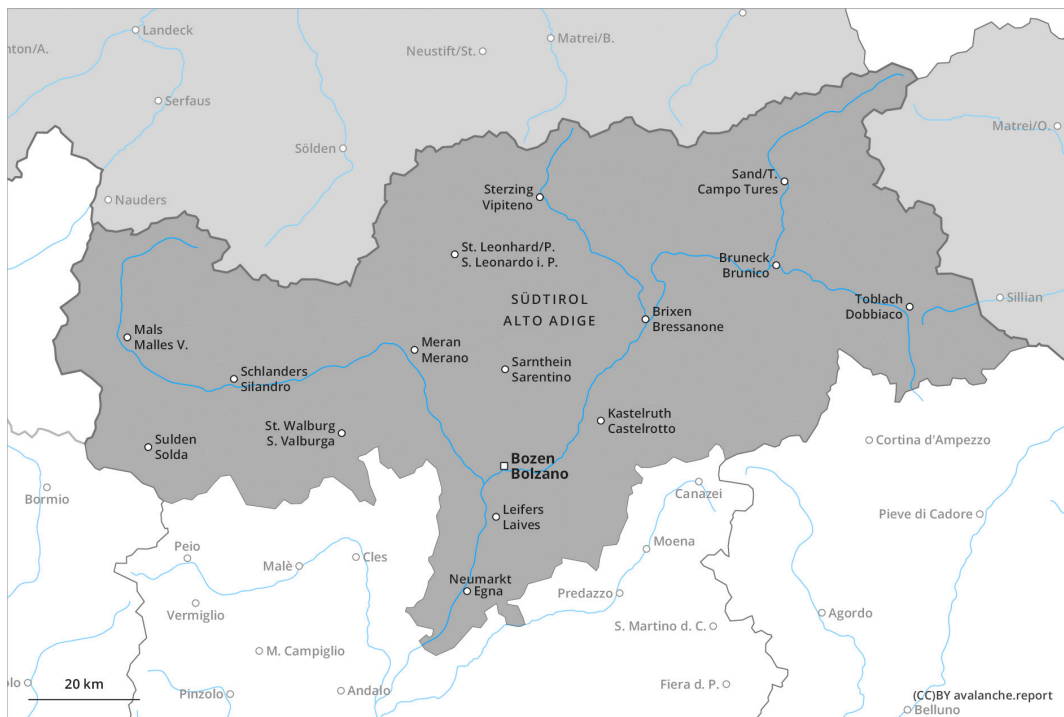 Landeck
nton/A.
Neustift/St.
Matrei/B.
Serfaus
Matrei/O.
Sölden
Nauders
Sterzing
Vipiteno
Sand/T.
Campo Tures
St. Leonhard/P.
S. Leonardo i. P.
Bruneck
Brunico
SÜDTIROL
ALTO ADIGE
Brixen
Bressanone
Toblach
Dobbiaco
Sillian
Mals
Malles V.
Meran
Merano
Sarnthein
Sarentino
Schlanders
Silandro
Kastelruth
Castelrotto
St. Walburg
S. Valburga
Sulden
Solda
Cortina d'Ampezzo
Bozen
Bolzano
Bormio
Canazei
Leifers
Laives
Pieve di Cadore
Peio
Malè
Cles
Moena
Neumarkt
Egna
Predazzo
Vermiglio
Agordo
S. Martino d. C.
M. Campiglio
olo
20 km
Pinzolo
Andalo
Fiera d. P.
(CC)BY avalanche.report
Belluno